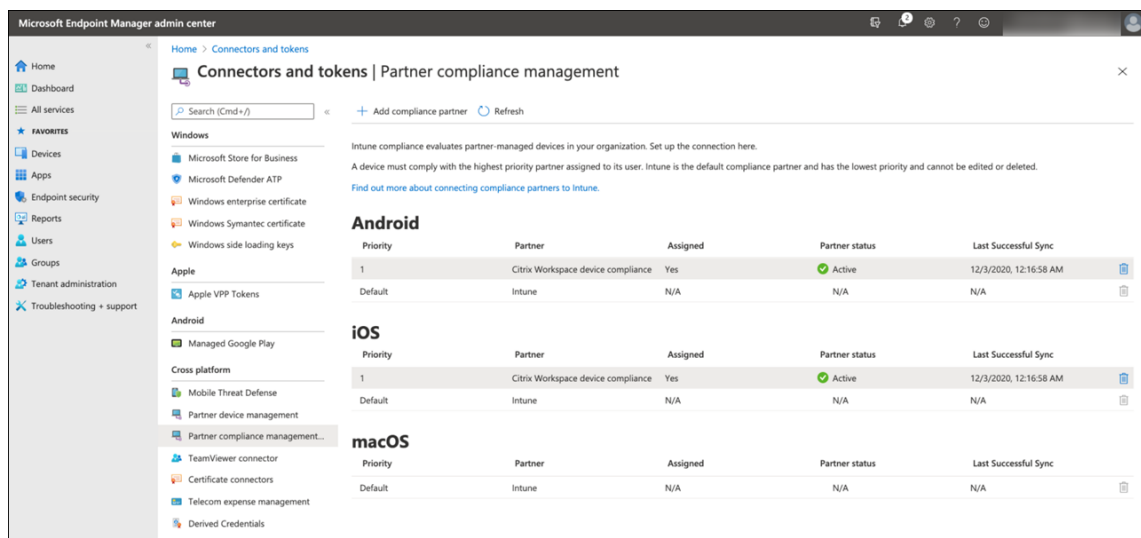 Microsoft Endpoint Manager admin center
2
«
Home
Dashboard
All services
FAVORITES
Devices
Apps
Endpoint security
Reports
Users
Groups
Tenant administration
Troubleshooting + support
Home > Connectors and tokens
Connectors and tokens | Partner compliance management
Search (Cmd+/)
«
Windows
Microsoft Store for Business
Microsoft Defender ATP
Windows enterprise certificate
Windows Symantec certificate
Windows side loading keys
Apple
Apple VPP Tokens
Android
Managed Google Play
Cross platform
Mobile Threat Defense
Partner device management
Partner compliance management...
TeamViewer connector
Certificate connectors
Telecom expense management
Derived Credentials
Add compliance partner Refresh
Intune compliance evaluates partner-managed devices in your organization. Set up the connection here.
A device must comply with the highest priority partner assigned to its user. Intune is the default compliance partner and has the lowest priority and cannot be edited or deleted.
Find out more about connecting compliance partners to Intune.
Android
Priority Partner Assigned Partner status Last Successful Sync
1 Citrix Workspace device compliance Yes Active 12/3/2020, 12:16:58 AM
Default Intune N/A N/A N/A
iOS
Priority Partner Assigned Partner status Last Successful Sync
1 Citrix Workspace device compliance Yes Active 12/3/2020, 12:16:58 AM
Default Intune N/A N/A N/A
macOS
Priority Partner Assigned Partner status Last Successful Sync
Default Intune N/A N/A N/A